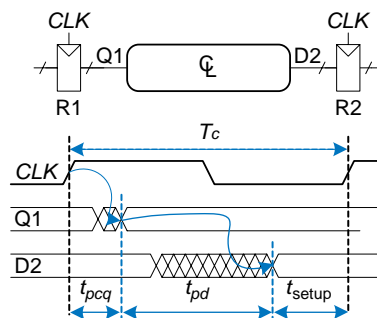 CLK CLK
Q1 CL D2
R1 R2
Tc
CLK
Q1
D2
tpcq tpd tsetup